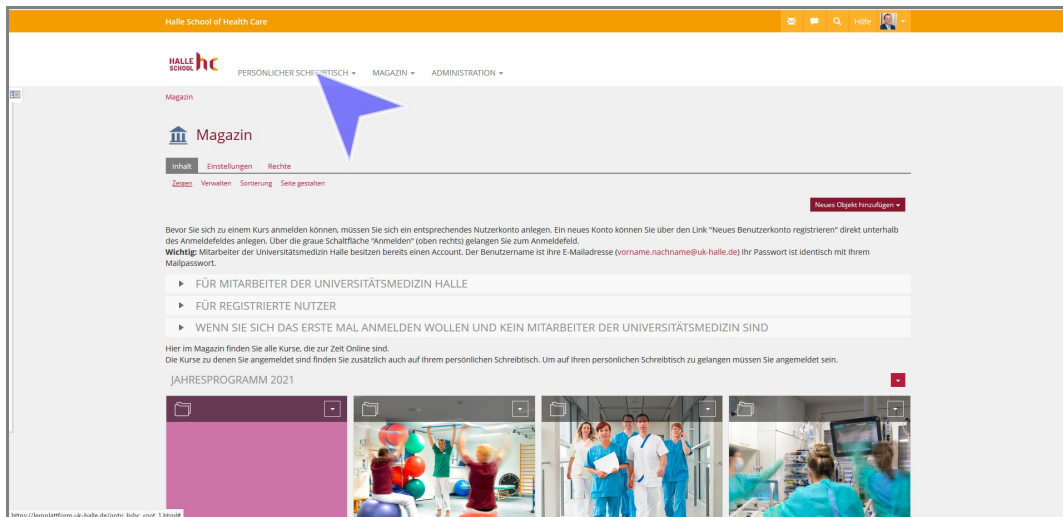 Halle School of Health Care
Hilfe
HALLE hc
SCHOOL
PERSÖNLICHER SCHREIBTISCH MAGAZIN ADMINISTRATION
Magazin
Magazin
Inhalt Einstellungen Rechte
Zeigen Verwalten Sortierung Seite gestalten
Neues Objekt hinzufügen
Bevor Sie sich zu einem Kurs anmelden können, müssen Sie sich ein entsprechendes Nutzerkonto anlegen. Ein neues Konto können Sie über den Link "Neues Benutzerkonto registrieren" direkt unterhalb
des Anmeldefeldes anlegen. Über die graue Schaltfläche "Anmelden" (oben rechts) gelangen Sie zum Anmeldefeld.
Wichtig: Mitarbeiter der Universitätsmedizin Halle besitzen bereits einen Account. Der Benutzername ist ihre E-Mailadresse (vorname.nachname@uk-halle.de) Ihr Passwort ist identisch mit Ihrem
Mailpasswort.
FÜR MITARBEITER DER UNIVERSITÄTSMEDIZIN HALLE
FÜR REGISTRIERTE NUTZER
WENN SIE SICH DAS ERSTE MAL ANMELDEN WOLLEN UND KEIN MITARBEITER DER UNIVERSITÄTSMEDIZIN SIND
Hier im Magazin finden Sie alle Kurse, die zur Zeit Online sind.
Die Kurse zu denen Sie angemeldet sind finden Sie zusätzlich auch auf Ihrem persönlichen Schreibtisch. Um auf Ihren persönlichen Schreibtisch zu gelangen müssen Sie angemeldet sein.
JAHRESPROGRAMM 2021
https://lernplattform.uk-halle.de/goto_hshc_root_1.html#